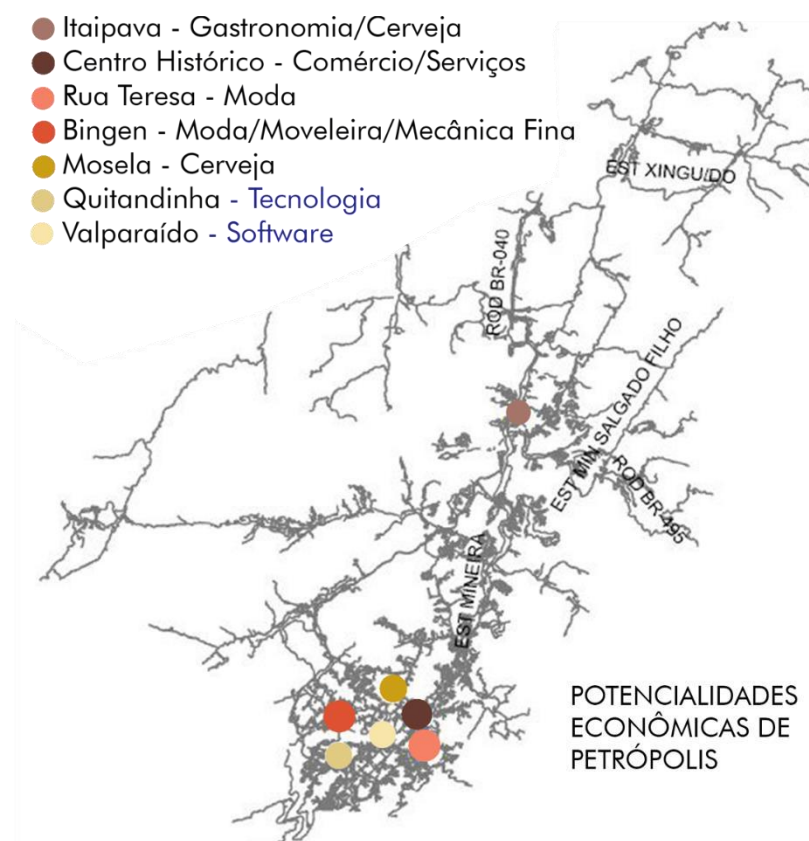 Itaipava - Gastronomia/Cerveja
Centro Histórico - Comércio/Serviços
Rua Teresa - Moda
Bingen - Moda/Moveleira/Mecânica Fina
Mosela - Cerveja
Quitandinha - Tecnologia
Valparaído - Software
EST XINGU/DO
ROD BR-040
EST MIN SALGADO FILHO
ROD BR-495
EST MINEIRA
POTENCIALIDADES
ECONÔMICAS DE
PETRÓPOLIS